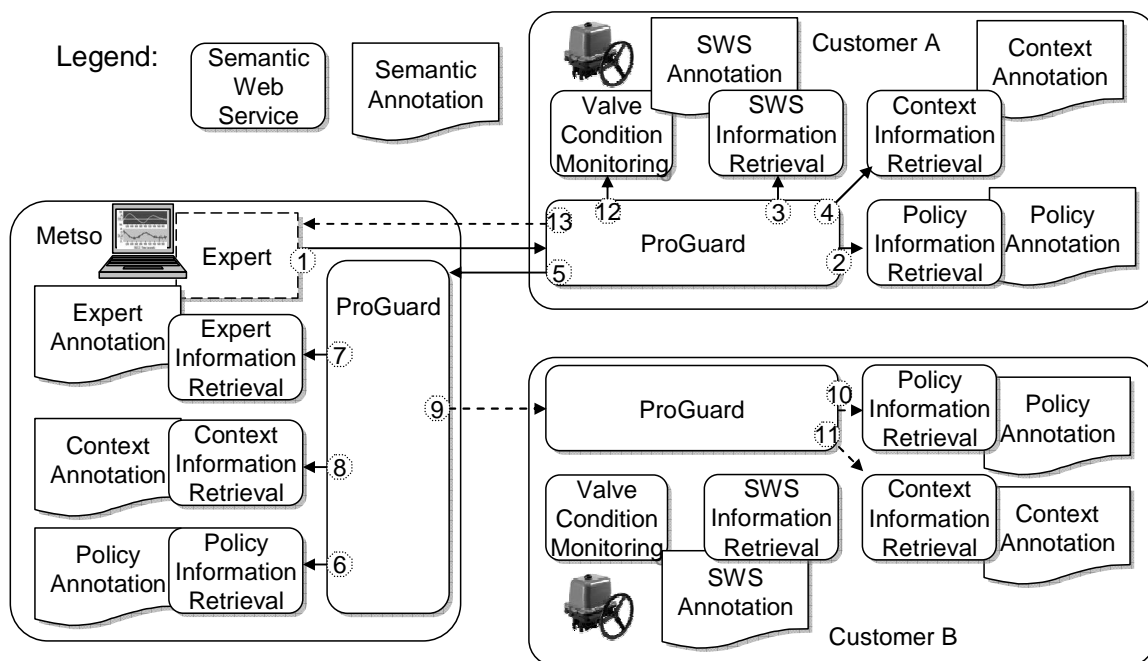 Legend:
Semantic
Web
Service
Semantic
Annotation
Customer A
SWS
Annotation
Context
Annotation
Valve
Condition
Monitoring
SWS
Information
Retrieval
Context
Information
Retrieval
12
3
4
13
ProGuard
2
5
Policy
Information
Retrieval
Policy
Annotation
Metso
Expert
1
ProGuard
Expert
Annotation
Expert
Information
Retrieval
7
9
Context
Annotation
Context
Information
Retrieval
8
Policy
Annotation
Policy
Information
Retrieval
6
ProGuard
10
11
Policy
Information
Retrieval
Policy
Annotation
Valve
Condition
Monitoring
SWS
Information
Retrieval
Context
Information
Retrieval
Context
Annotation
SWS
Annotation
Customer B